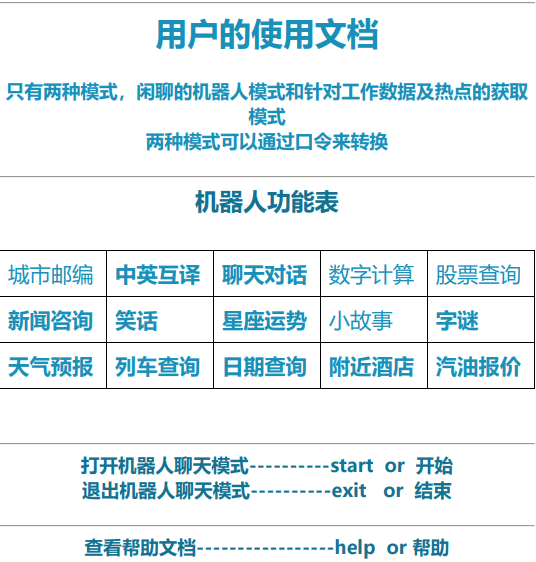 用户的使用文档
只有两种模式，闲聊的机器人模式和针对工作数据及热点的获取
模式
两种模式可以通过口令来转换
机器人功能表
城市邮编 中英互译 聊天对话 数字计算 股票查询
新闻咨询 笑话 星座运势 小故事 字谜
天气预报 列车查询 日期查询 附近酒店 汽油报价
打开机器人聊天模式----------start or 开始
退出机器人聊天模式----------exit or 结束
查看帮助文档-----------------help or 帮助